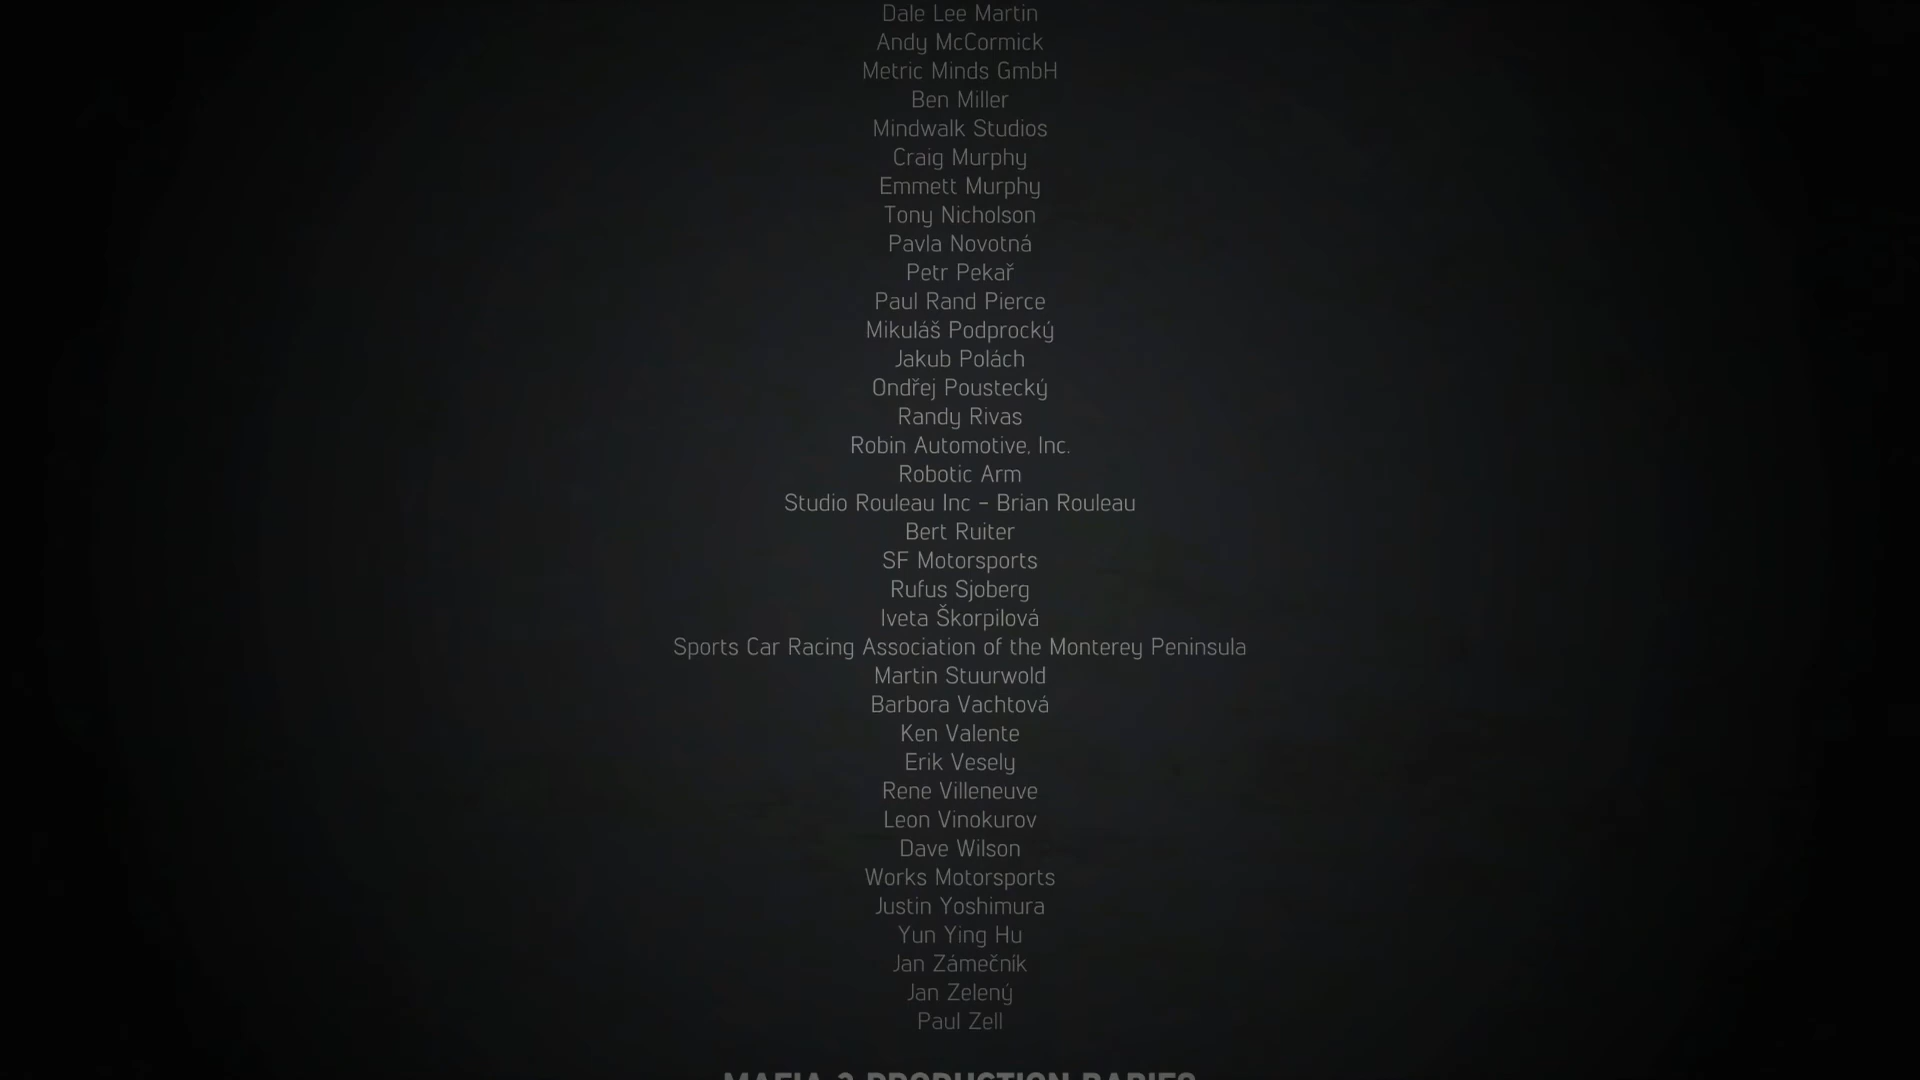 Dale Lee Martin
Andy McCormick
Metric Minds GmbH
Ben Miller
Mindwalk Studios
Craig Murphy
Emmett Murphy
Tony Nicholson
Pavla Novotná
Petr Pekař
Paul Rand Pierce
Mikuláš Podprocký
Jakub Polách
Ondřej Poustecký
Randy Rivas
Robin Automotive, Inc.
Robotic Arm
Studio Rouleau Inc - Brian Rouleau
Bert Ruiter
SF Motorsports
Rufus Sjoberg
Iveta Škorpilová
Sports Car Racing Association of the Monterey Peninsula
Martin Stuurwold
Barbora Vachtová
Ken Valente
Erik Vesely
Rene Villeneuve
Leon Vinokurov
Dave Wilson
Works Motorsports
Justin Yoshimura
Yun Ying Hu
Jan Zámečník
Jan Zelený
Paul Zell
MAFIA 3 PRODUCTION BABIES